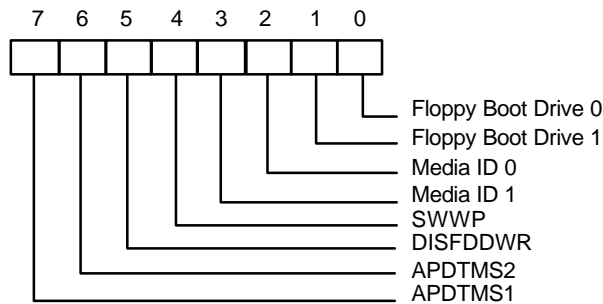 7 6 5 4 3 2 1 0
Floppy Boot Drive 0
Floppy Boot Drive 1
Media ID 0
Media ID 1
SWWP
DISFDDWR
APDTMS2
APDTMS1